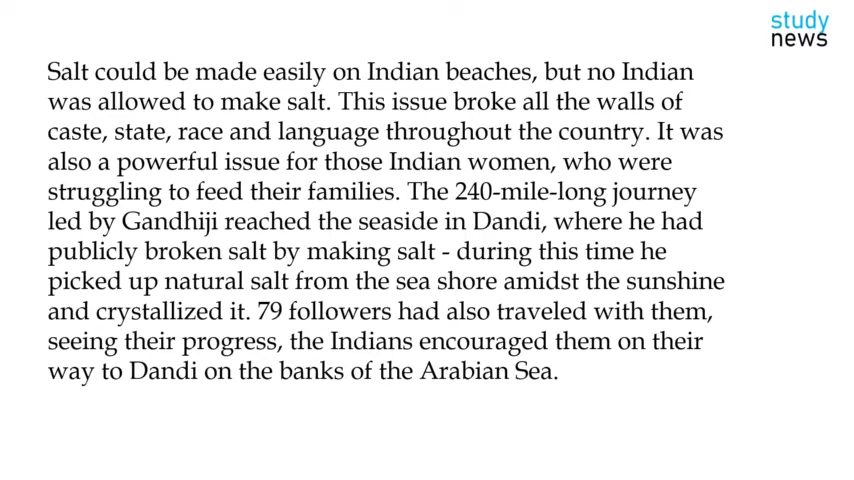 study
news
Salt could be made easily on Indian beaches, but no Indian
was allowed to make salt. This issue broke all the walls of
caste, state, race and language throughout the country. It was
also a powerful issue for those Indian women, who were
struggling to feed their families. The 240-mile-long journey
led by Gandhiji reached the seaside in Dandi, where he had
publicly broken salt by making salt - during this time he
picked up natural salt from the sea shore amidst the sunshine
and crystallized it. 79 followers had also traveled with them,
seeing their progress, the Indians encouraged them on their
way to Dandi on the banks of the Arabian Sea.